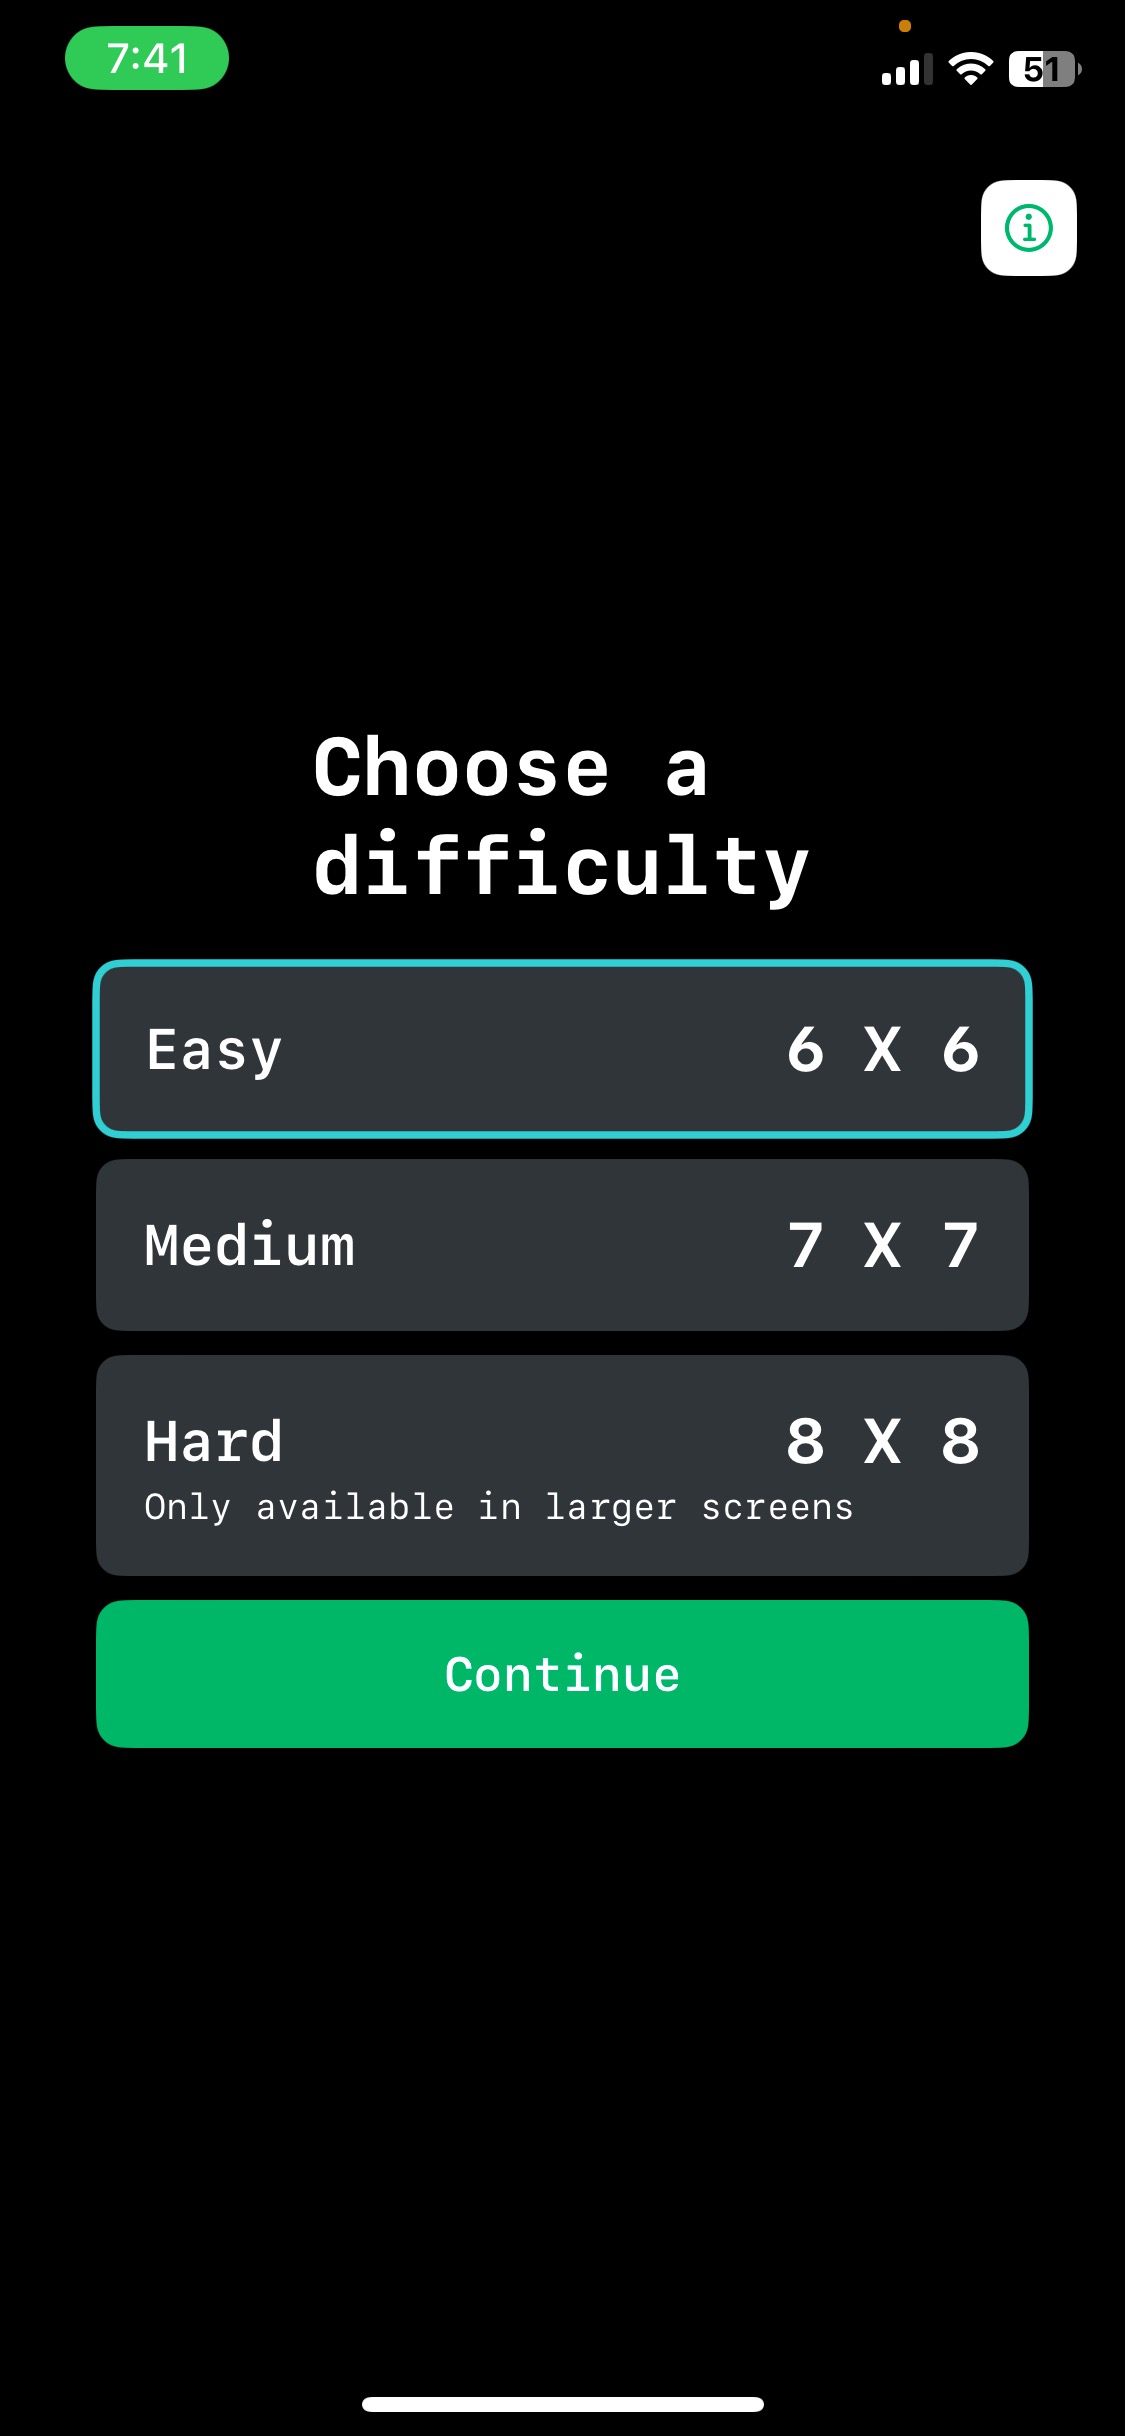 7:41
51
Choose a
difficulty
Easy 6 X 6
Medium 7 X 7
Hard 8 X 8
Only available in larger screens
Continue